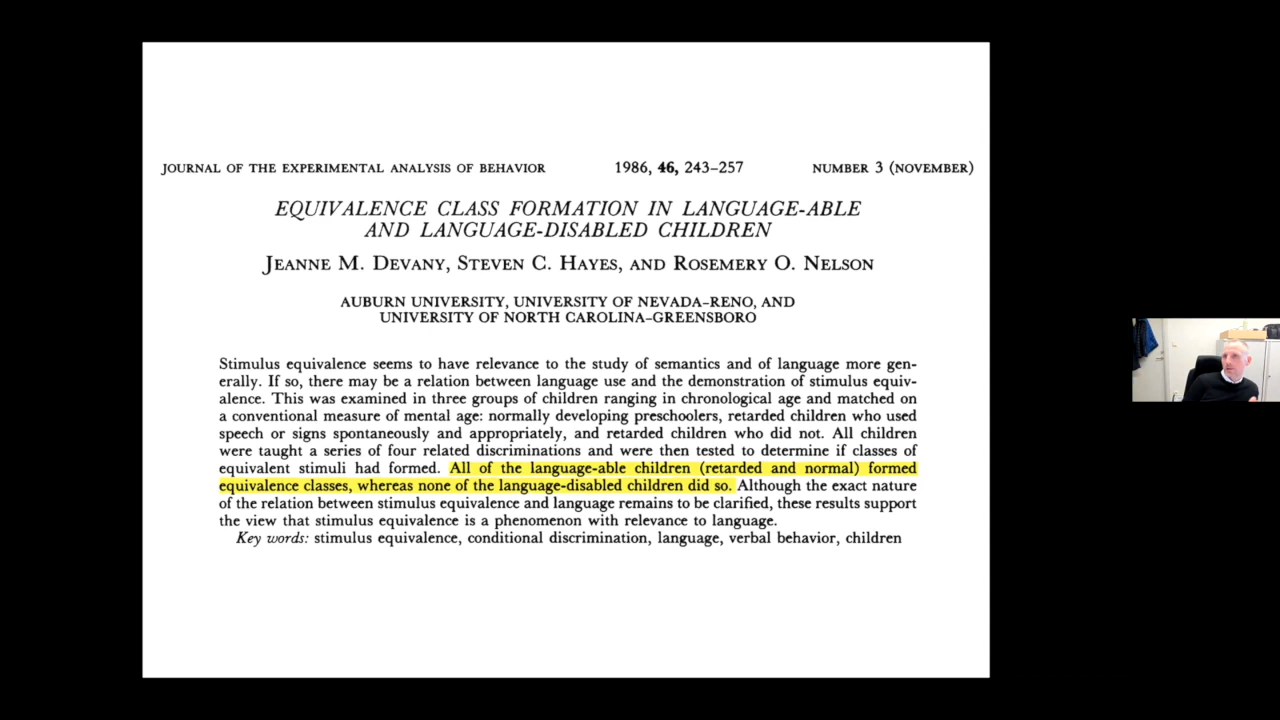 JOURNAL OF THE EXPERIMENTAL ANALYSIS OF BEHAVIOR 1986, 46, 243–257 NUMBER 3 (NOVEMBER)
EQUIVALENCE CLASS FORMATION IN LANGUAGE-ABLE
AND LANGUAGE-DISABLED CHILDREN
JEANNE M. DEVANY, STEVEN C. HAYES, AND ROSEMERY O. NELSON
AUBURN UNIVERSITY, UNIVERSITY OF NEVADA–RENO, AND
UNIVERSITY OF NORTH CAROLINA–GREENSBORO
Stimulus equivalence seems to have relevance to the study of semantics and of language more gen-
erally. If so, there may be a relation between language use and the demonstration of stimulus equiv-
alence. This was examined in three groups of children ranging in chronological age and matched on
a conventional measure of mental age: normally developing preschoolers, retarded children who used
speech or signs spontaneously and appropriately, and retarded children who did not. All children
were taught a series of four related discriminations and were then tested to determine if classes of
equivalent stimuli had formed. All of the language-able children (retarded and normal) formed
equivalence classes, whereas none of the language-disabled children did so. Although the exact nature
of the relation between stimulus equivalence and language remains to be clarified, these results support
the view that stimulus equivalence is a phenomenon with relevance to language.
Key words: stimulus equivalence, conditional discrimination, language, verbal behavior, children